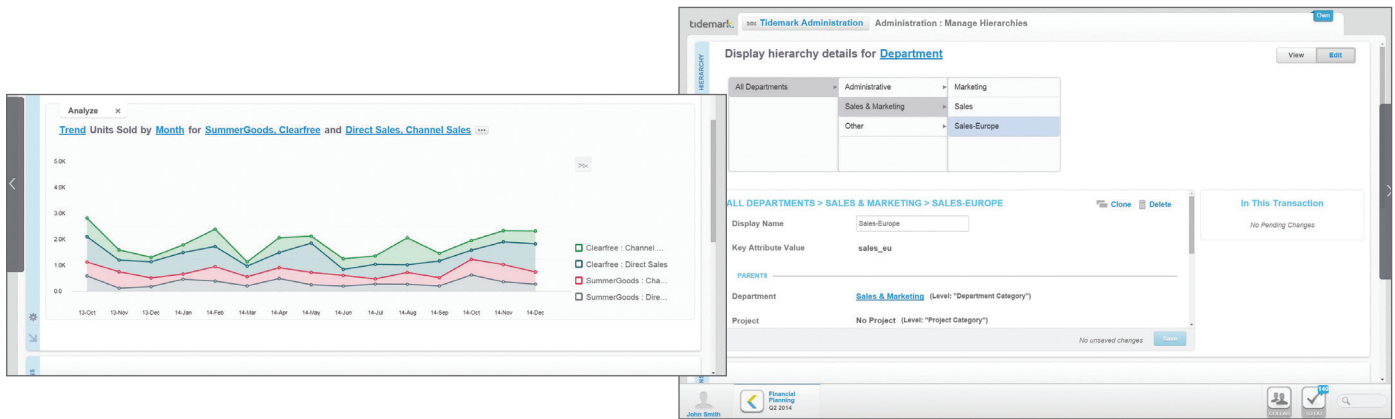 Analyze ×
Trend Units Sold by Month for SummerGoods, Clearfree and Direct Sales, Channel Sales ...
5.0K
4.0K
3.0K
2.0K
1.0K
0.0
13-Oct 13-Nov 13-Dec 14-Jan 14-Feb 14-Mar 14-Apr 14-May 14-Jun 14-Jul 14-Aug 14-Sep 14-Oct 14-Nov 14-Dec
Clearfree : Channel ...
Clearfree : Direct Sales
SummerGoods : Cha...
SummerGoods : Dire...
tidemark. Tidemark Administration Administration : Manage Hierarchies
Own
HIERARCHY
Display hierarchy details for Department
View Edit
All Departments
Administrative
Sales & Marketing
Other
Marketing
Sales
Sales-Europe
ALL DEPARTMENTS > SALES & MARKETING > SALES-EUROPE
Clone Delete
Display Name Sales-Europe
Key Attribute Value sales_eu
PARENTS
Department Sales & Marketing (Level: "Department Category")
Project No Project (Level: "Project Category")
No unsaved changes Save
In This Transaction
No Pending Changes
John Smith
Financial
Planning
Q2 2014
140